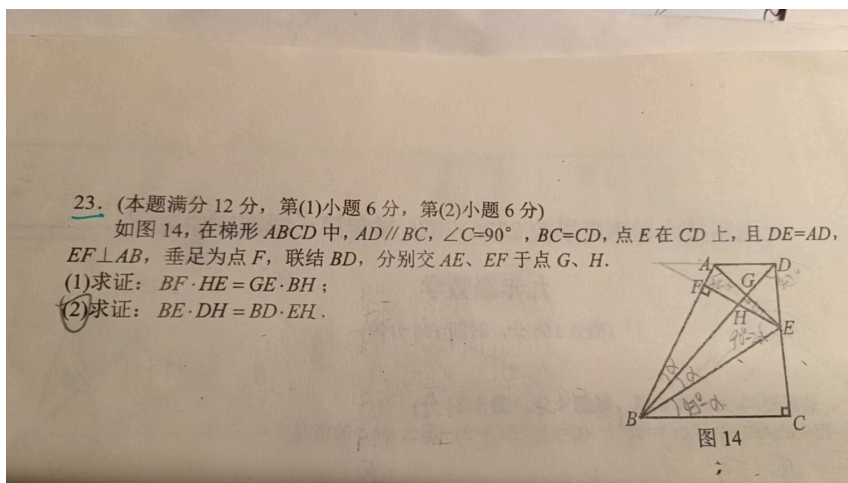 23. (本题满分 12 分，第(1)小题 6 分，第(2)小题 6 分)
如图 14, 在梯形 ABCD 中, AD∥BC, ∠C=90°, BC=CD, 点 E 在 CD 上, 且 DE=AD,
EF⊥AB, 垂足为点 F, 联结 BD, 分别交 AE、EF 于点 G、H.
(1)求证: BF·HE=GE·BH；
(2)求证: BE·DH=BD·EH.
A D
F G
H
E
α
α
45°-α
B C
图 14